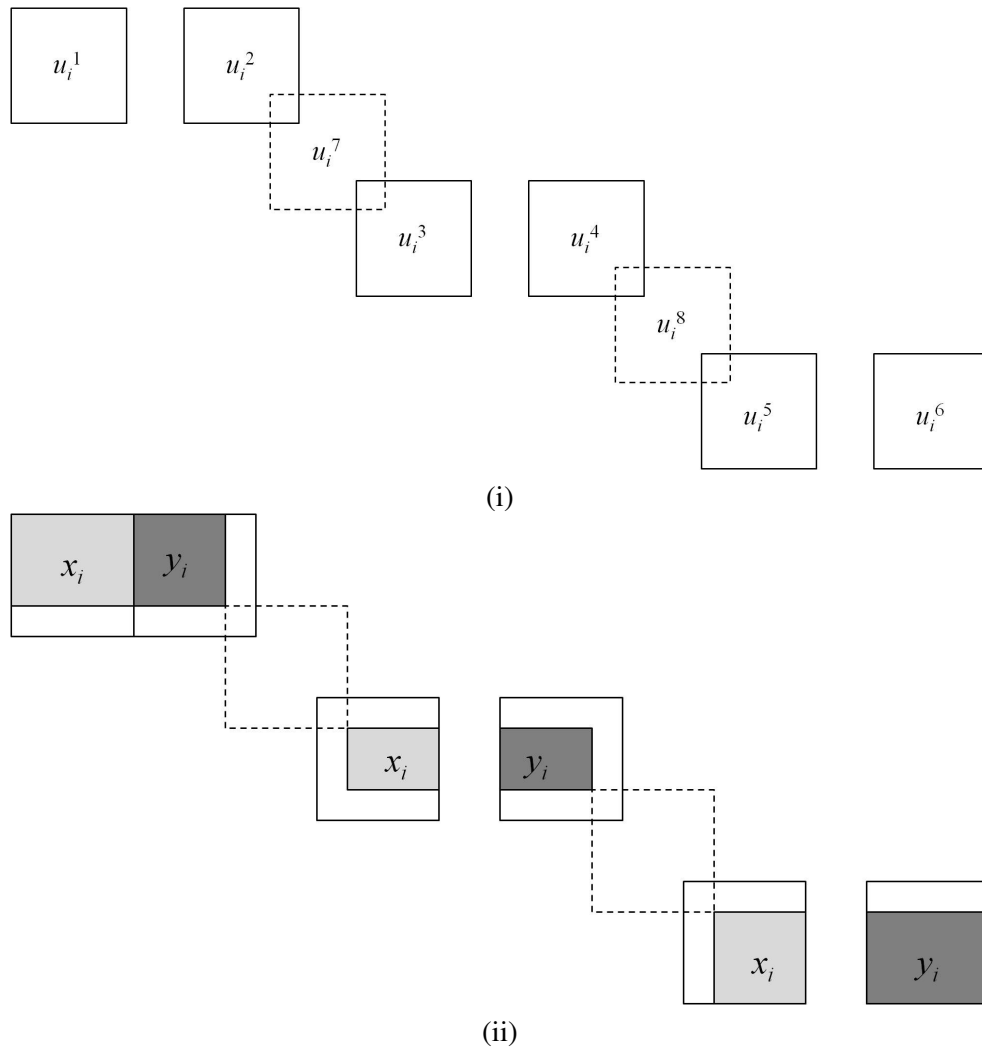 u_i^1 u_i^2
u_i^7
u_i^3 u_i^4
u_i^8
u_i^5 u_i^6
(i)
x_i y_i
x_i y_i
x_i y_i
(ii)